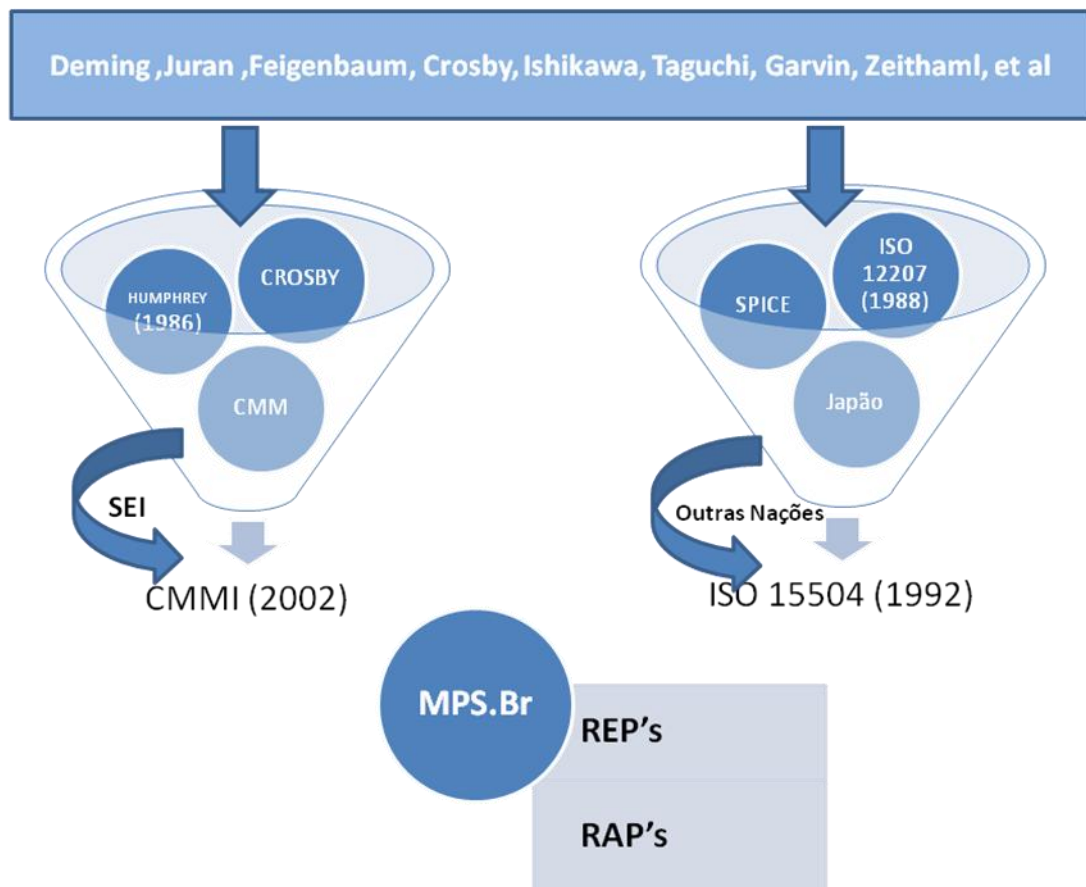 Deming ,Juran ,Feigenbaum, Crosby, Ishikawa, Taguchi, Garvin, Zeithaml, et al
HUMPHREY
(1986)
CROSBY
CMM
SEI
CMMI (2002)
SPICE
ISO
12207
(1988)
Japão
Outras Nações
ISO 15504 (1992)
MPS.Br
REP’s
RAP’s